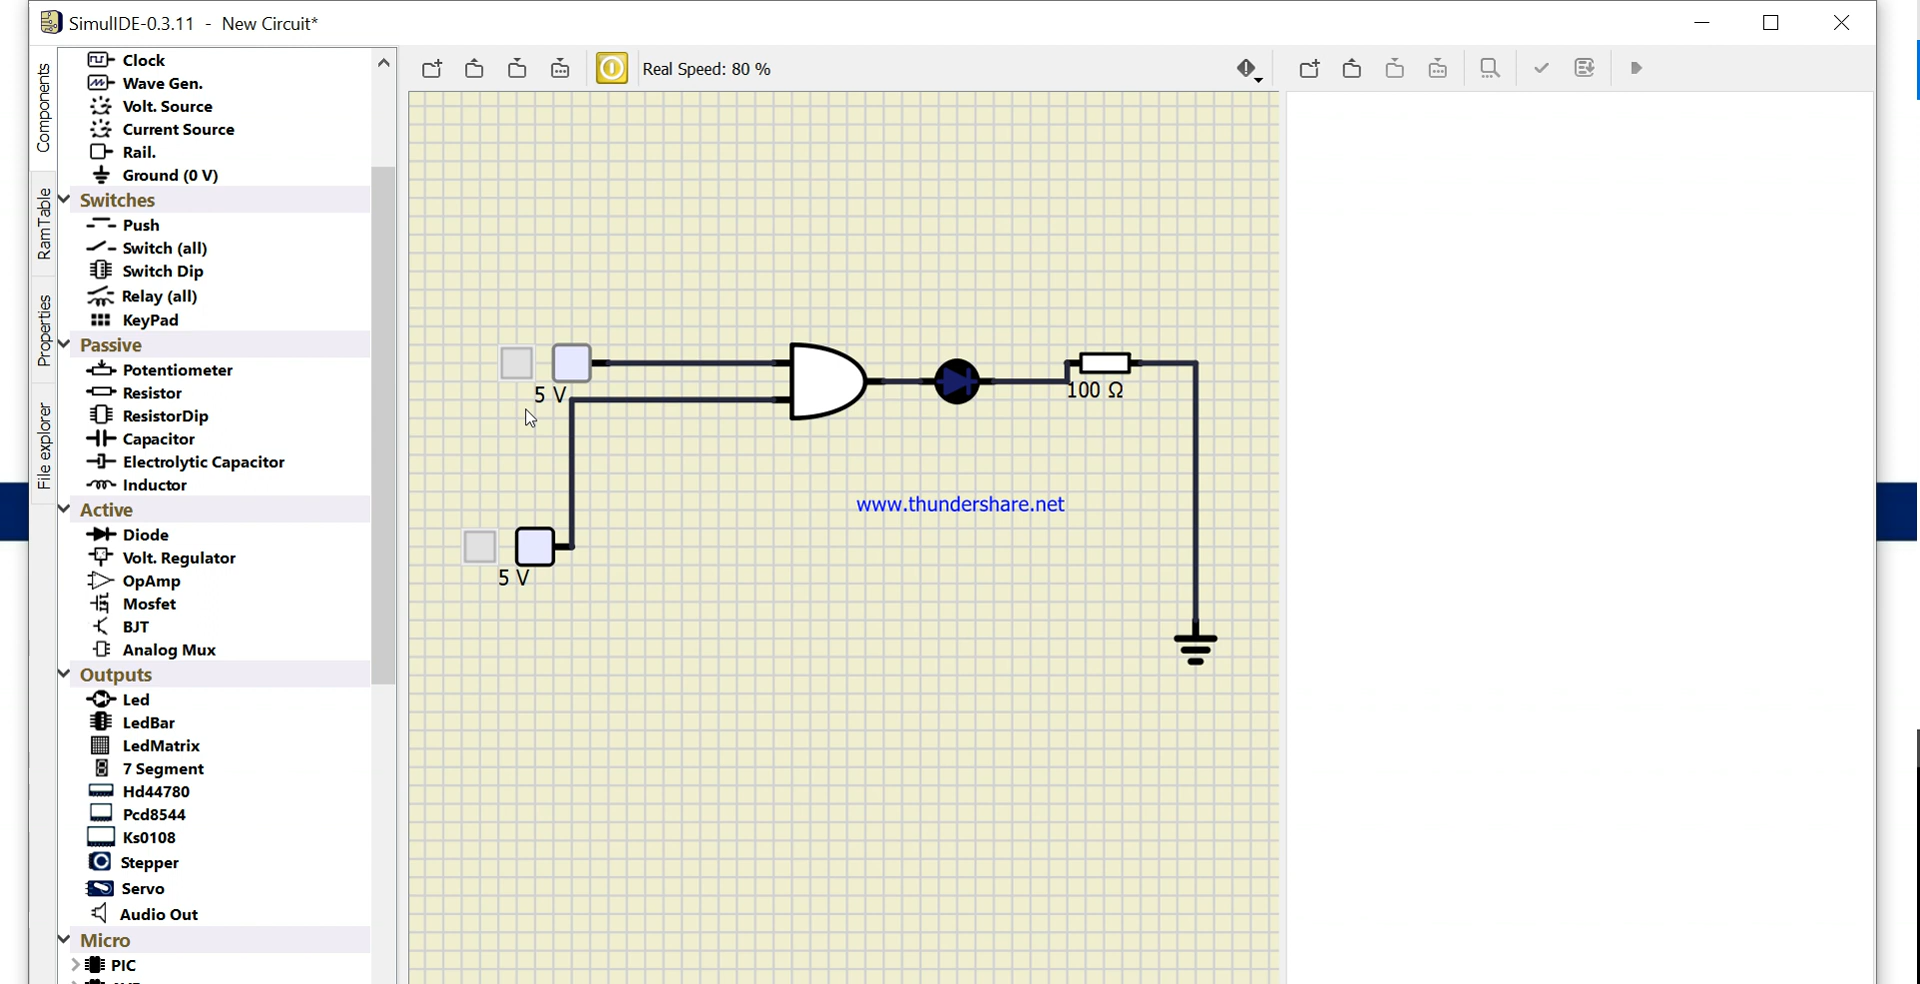 SimulIDE-0.3.11 - New Circuit*
Components
RamTable
Properties
File explorer
Clock
Wave Gen.
Volt. Source
Current Source
Rail.
Ground (0 V)
Switches
Push
Switch (all)
Switch Dip
Relay (all)
KeyPad
Passive
Potentiometer
Resistor
ResistorDip
Capacitor
Electrolytic Capacitor
Inductor
Active
Diode
Volt. Regulator
OpAmp
Mosfet
BJT
Analog Mux
Outputs
Led
LedBar
LedMatrix
7 Segment
Hd44780
Pcd8544
Ks0108
Stepper
Servo
Audio Out
Micro
PIC
Real Speed: 80 %
5 V
100 Ω
www.thundershare.net
5 V